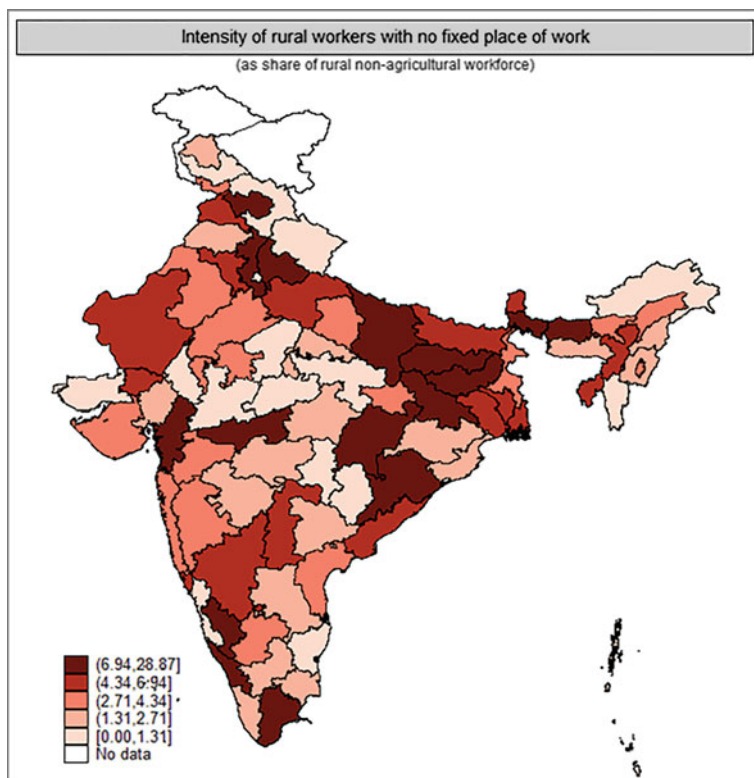 Intensity of rural workers with no fixed place of work
(as share of rural non-agricultural workforce)
(6.94,28.87]
(4.34,6.94]
(2.71,4.34]
(1.31,2.71]
[0.00,1.31]
No data